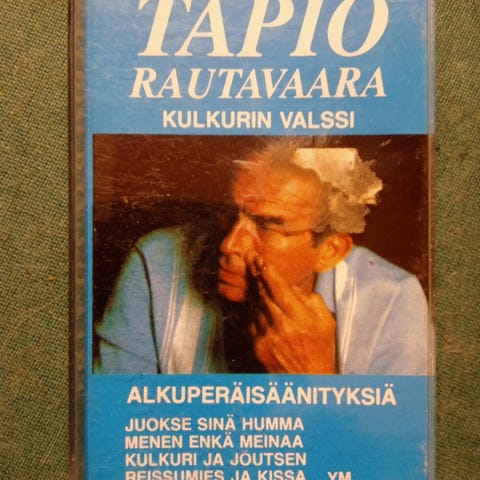 TAPIO
RAUTAVAARA
KULKURIN VALSSI
ALKUPERÄISÄÄNITYKSIÄ
JUOKSE SINÄ HUMMA
MENEN ENKÄ MEINAA
KULKURI JA JOUTSEN
REISSUMIES JA KISSA YM